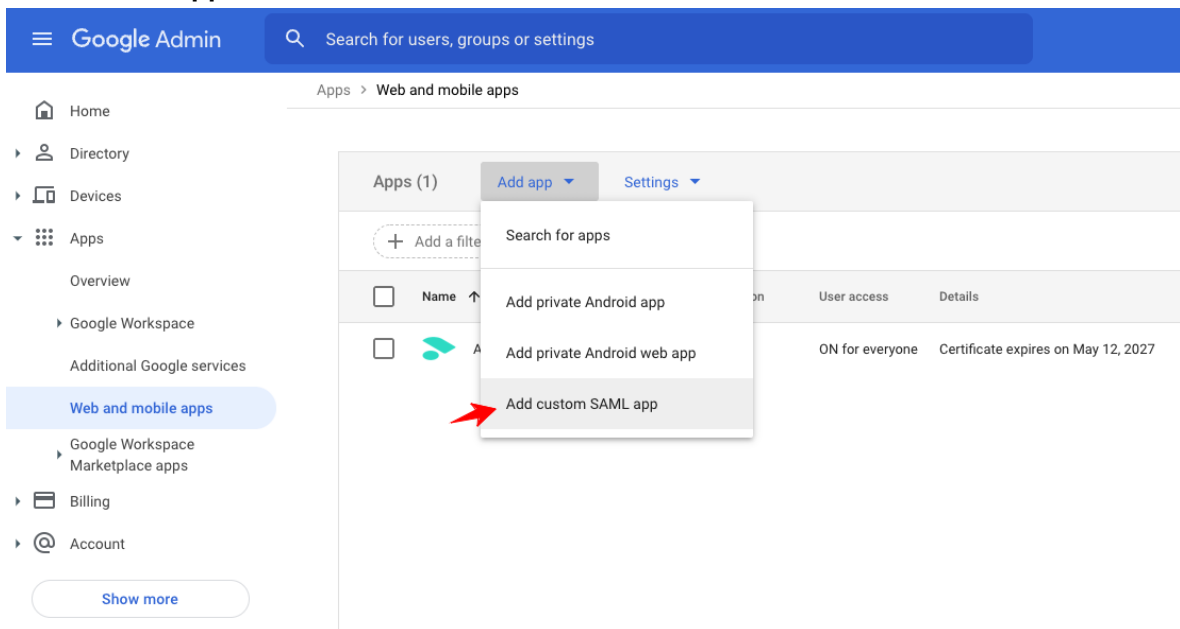 Google Admin
Search for users, groups or settings
Apps > Web and mobile apps
Home
Directory
Devices
Apps
Overview
Google Workspace
Additional Google services
Web and mobile apps
Google Workspace
Marketplace apps
Billing
Account
Show more
Apps (1)
Add app
Settings
Add a filte
Search for apps
Add private Android app
Add private Android web app
Add custom SAML app
Name
User access
Details
A
ON for everyone
Certificate expires on May 12, 2027